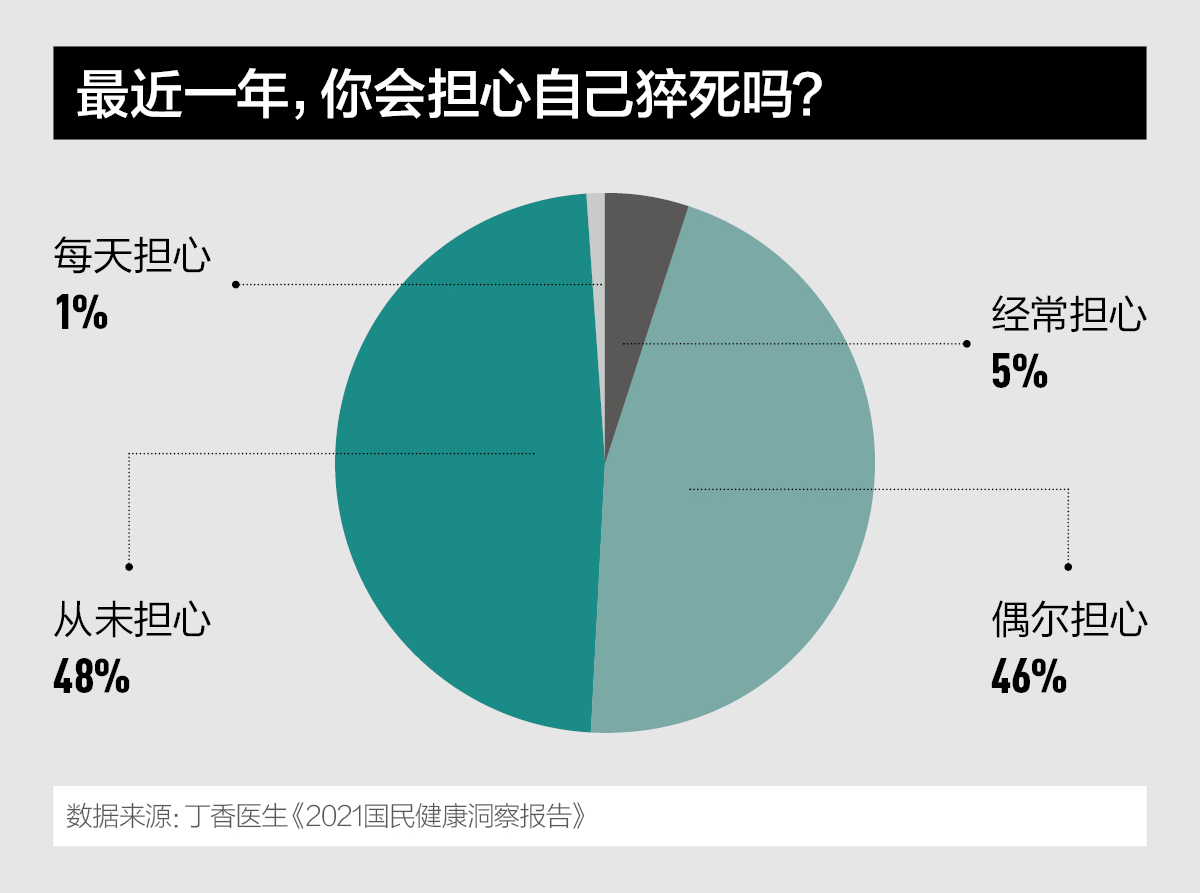 最近一年，你会担心自己猝死吗？
每天担心
1%
经常担心
5%
从未担心
48%
偶尔担心
46%
数据来源：丁香医生《2021国民健康洞察报告》